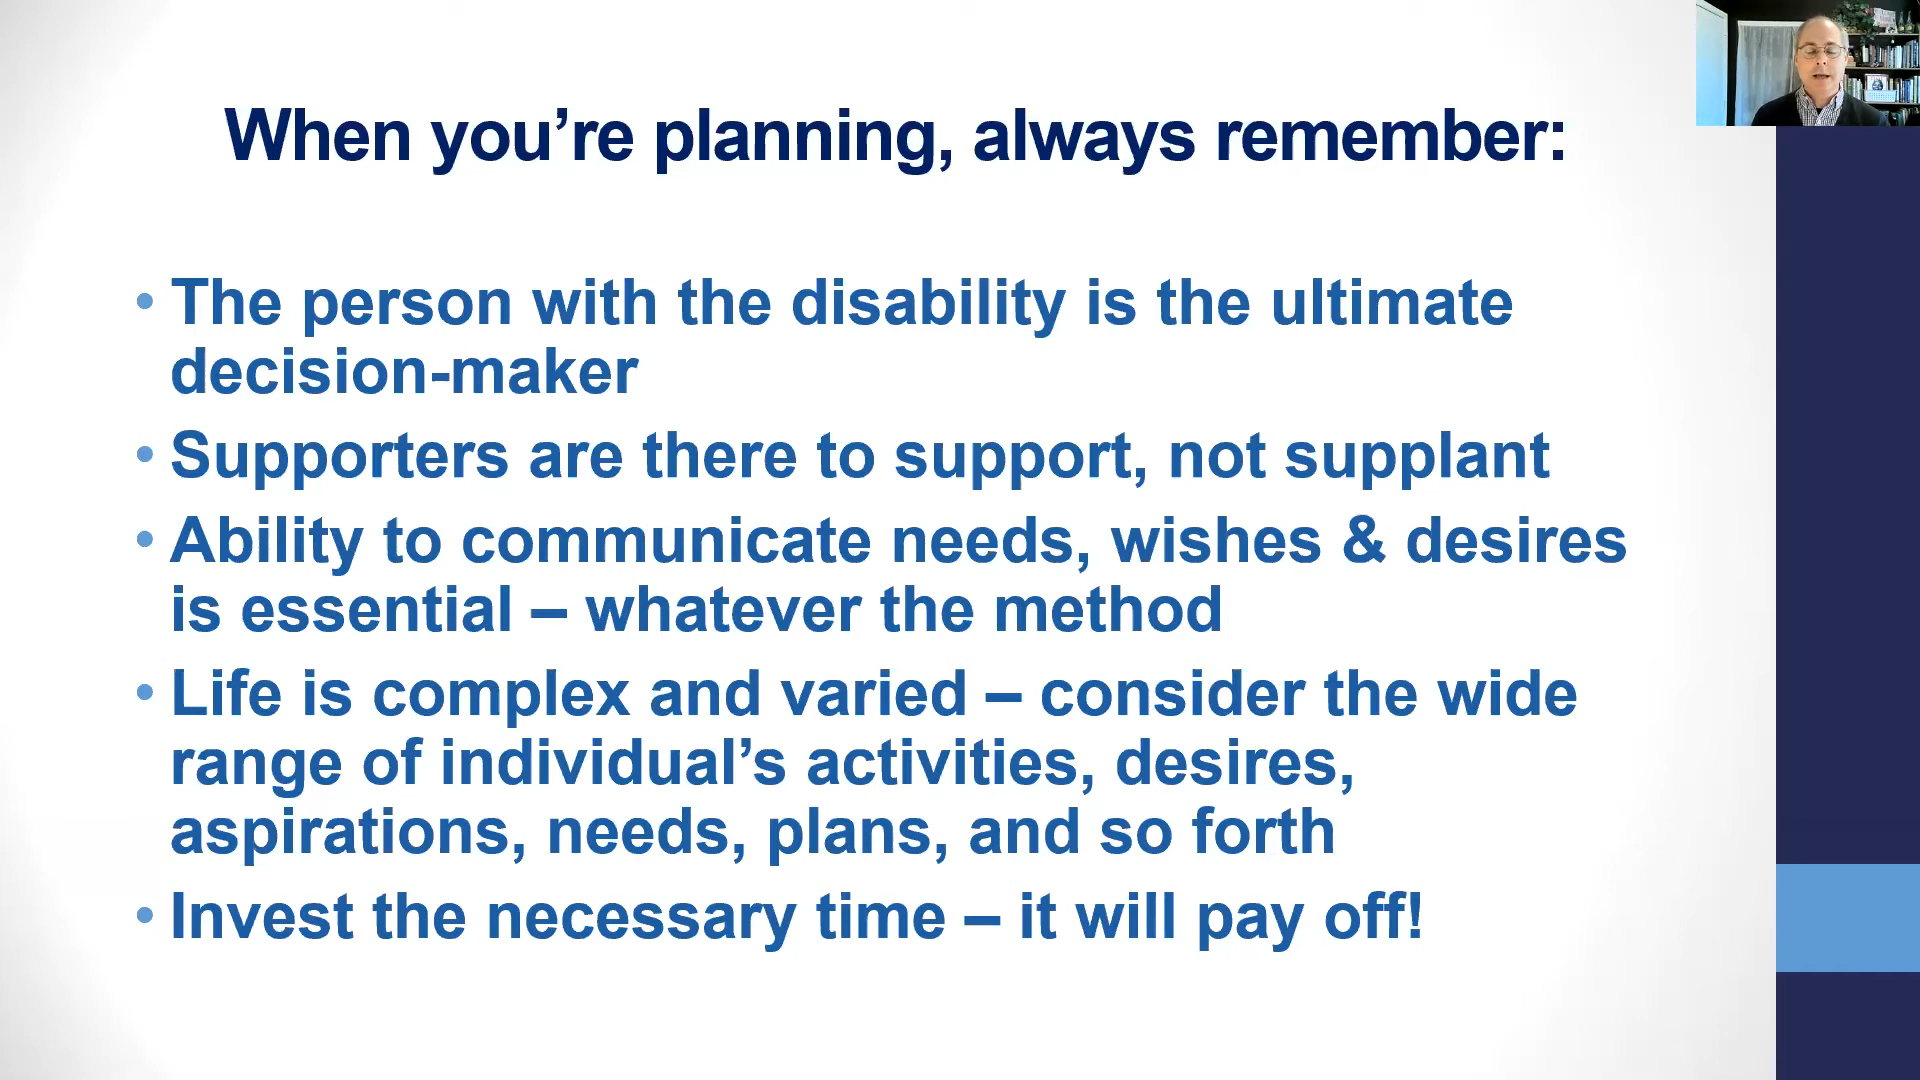 When you’re planning, always remember:
• The person with the disability is the ultimate
decision-maker
• Supporters are there to support, not supplant
• Ability to communicate needs, wishes & desires
is essential – whatever the method
• Life is complex and varied – consider the wide
range of individual’s activities, desires,
aspirations, needs, plans, and so forth
• Invest the necessary time – it will pay off!